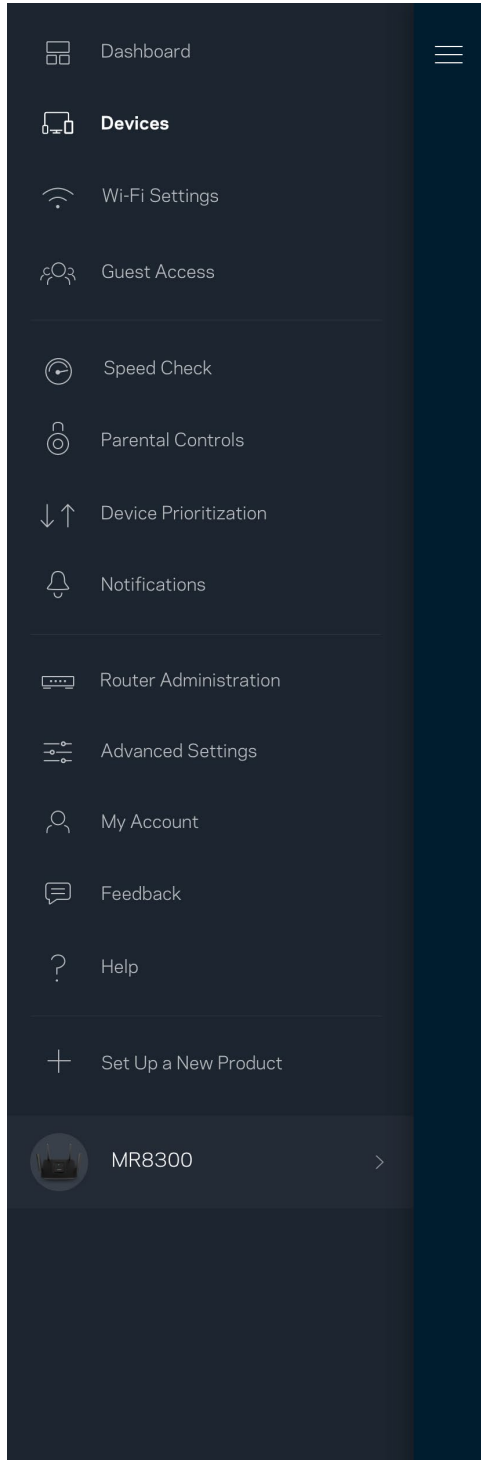 Dashboard
Devices
Wi-Fi Settings
Guest Access
Speed Check
Parental Controls
Device Prioritization
Notifications
Router Administration
Advanced Settings
My Account
Feedback
Help
Set Up a New Product
MR8300